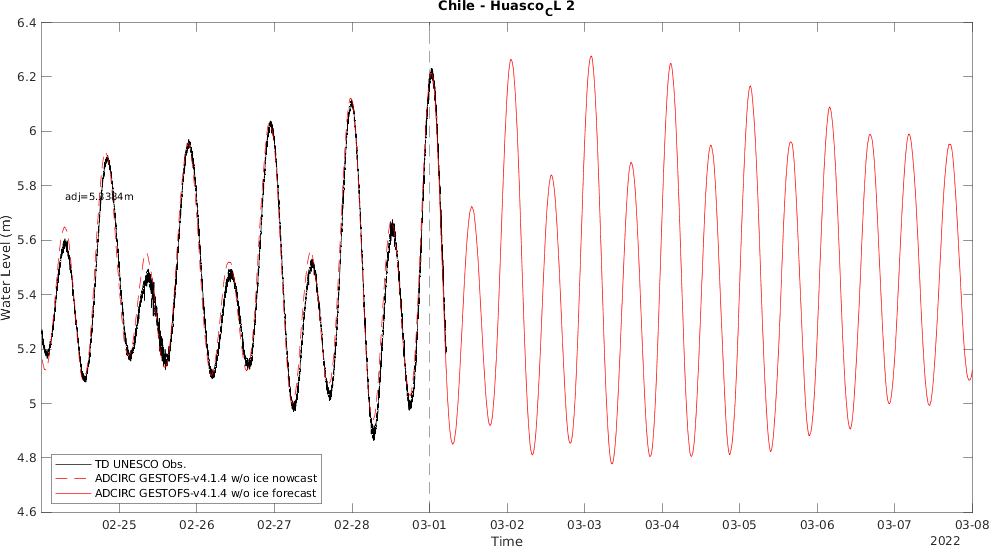 Chile - Huasco_CL 2
6.4
6.2
6
5.8
5.6
5.4
5.2
5
4.8
4.6
Water Level (m)
adj=5.3384m
TD UNESCO Obs.
ADCIRC GESTOFS-v4.1.4 w/o ice nowcast
ADCIRC GESTOFS-v4.1.4 w/o ice forecast
02-25 02-26 02-27 02-28 03-01 03-02 03-03 03-04 03-05 03-06 03-07 03-08
Time
2022